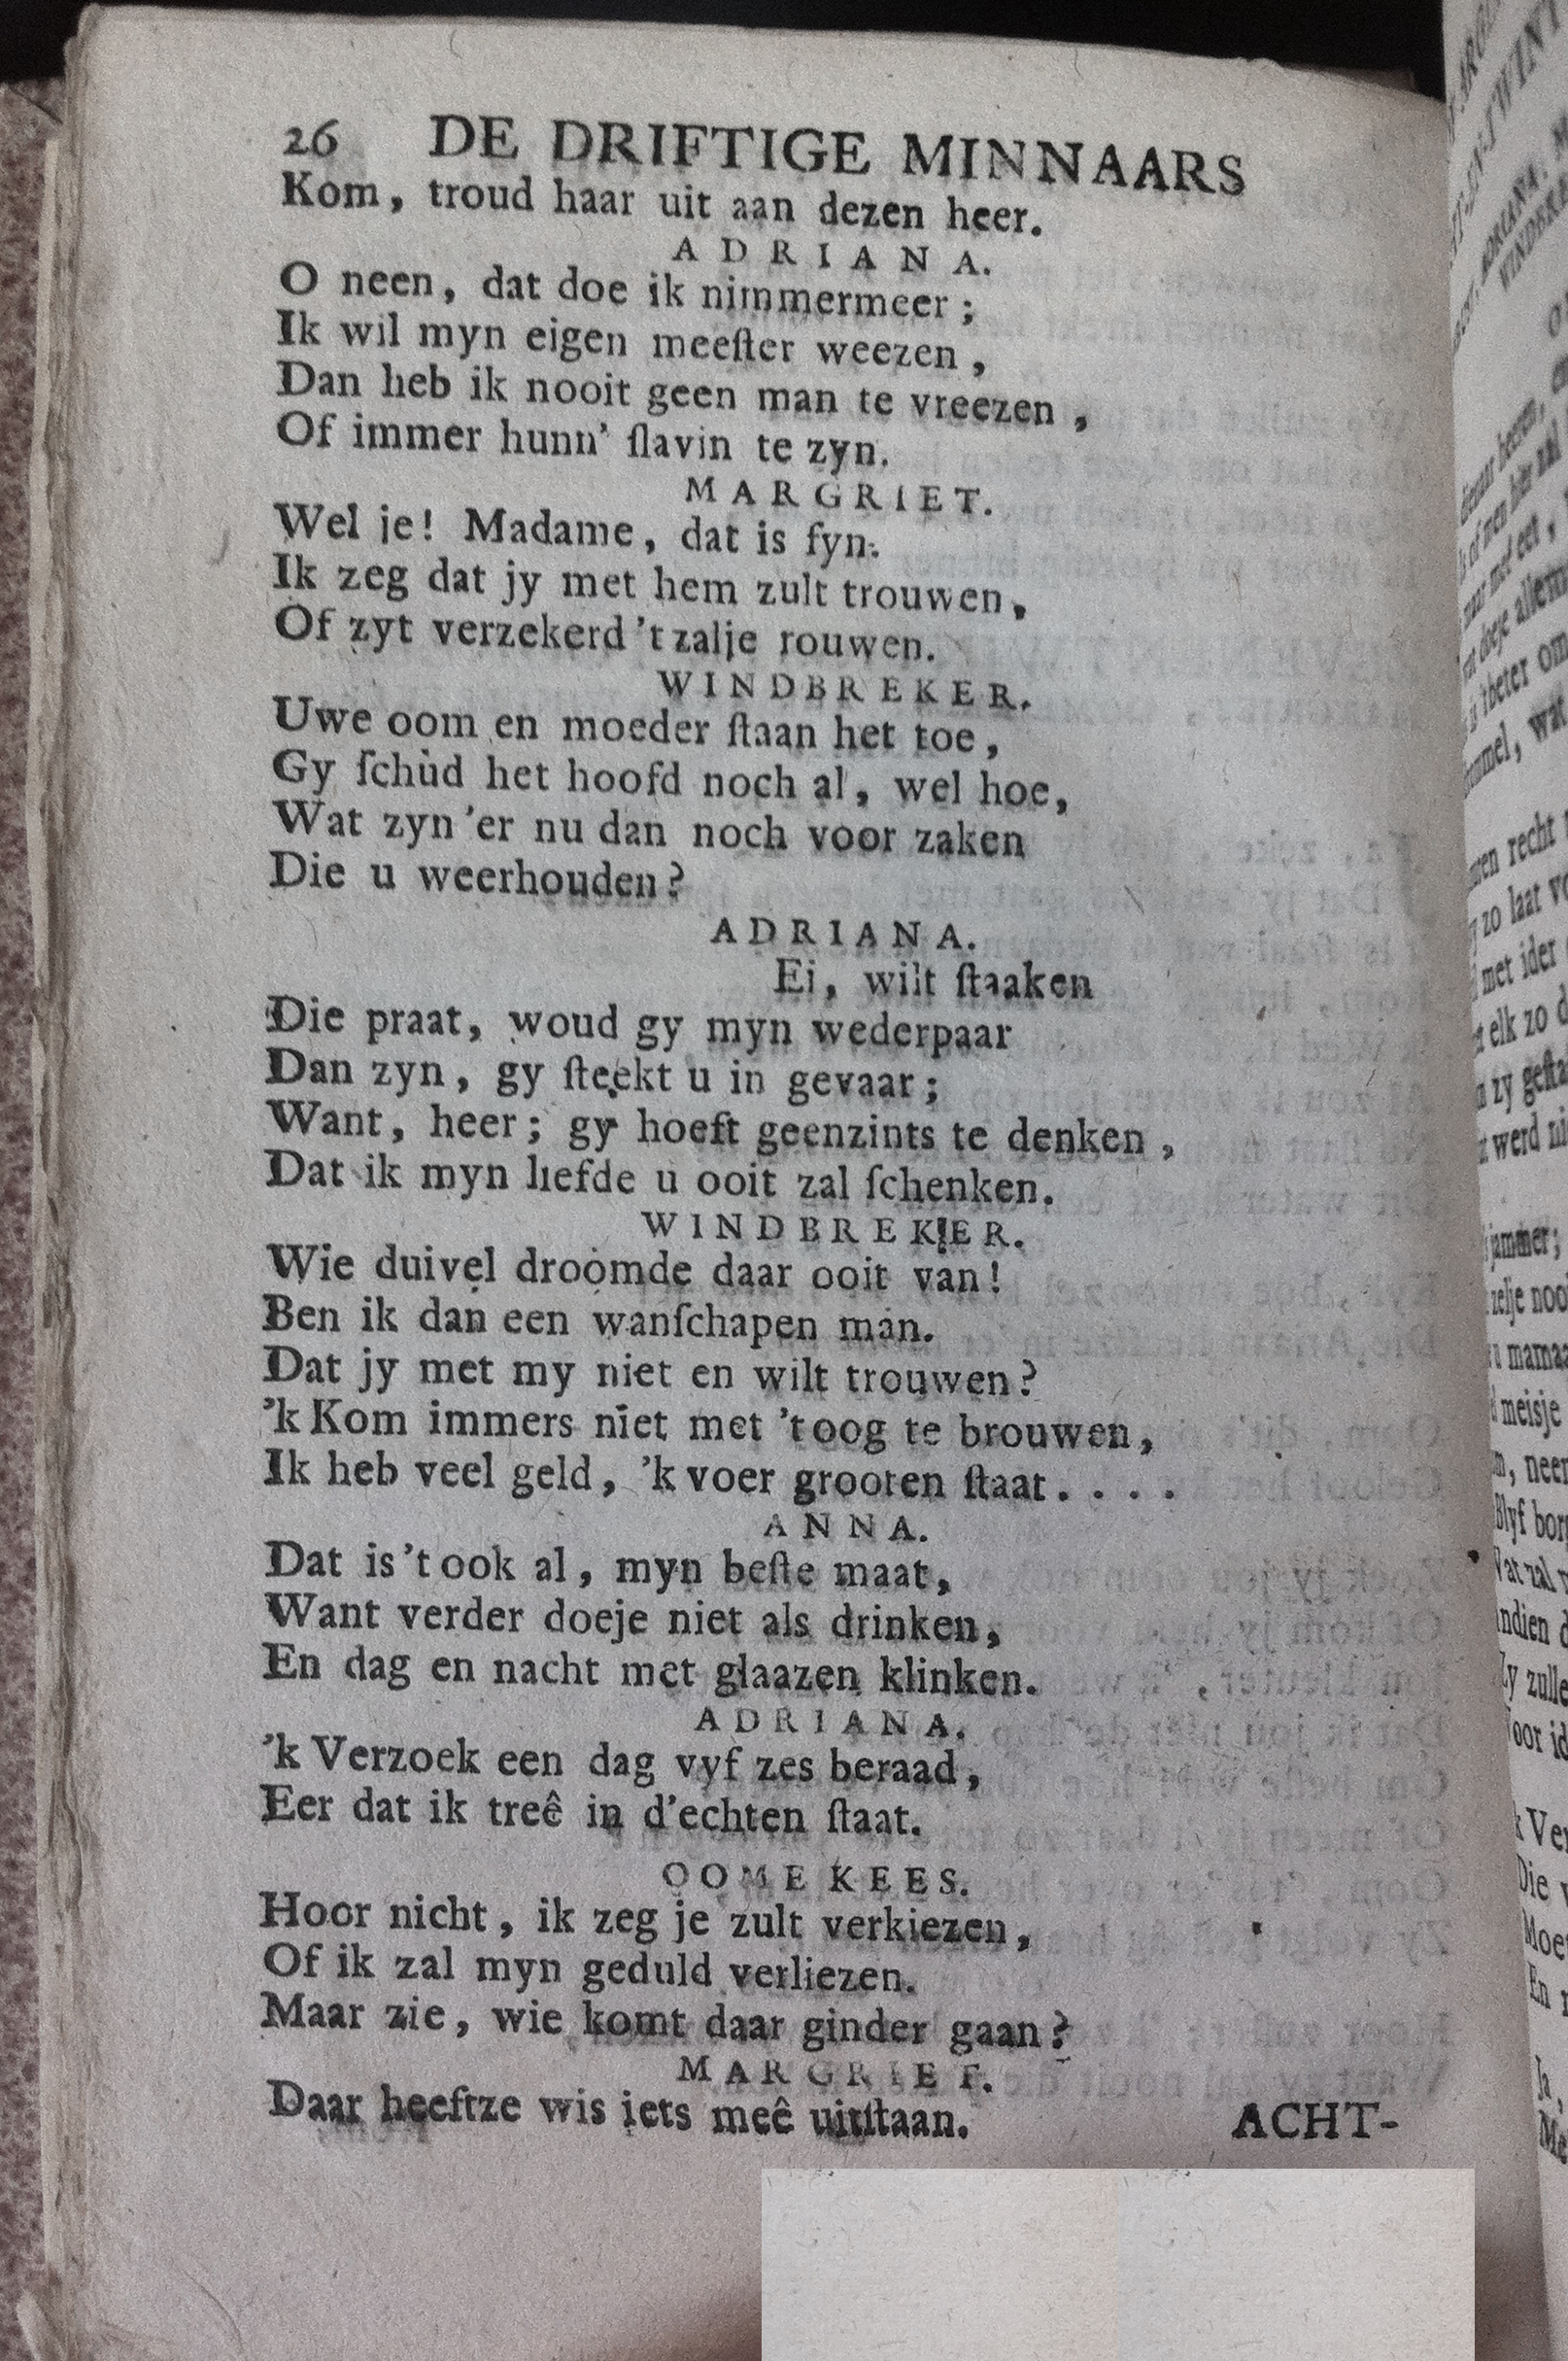 26 DE DRIFTIGE MINNAARS
Kom, troud haar uit aan dezen heer.
ADRIANA.
O neen, dat doe ik nimmermeer;
Ik wil myn eigen meeſter weezen,
Dan heb ik nooit geen man te vreezen,
Of immer hunn' ſlavin te zyn.
MARGRIET.
Wel je! Madame, dat is fyn.
Ik zeg dat jy met hem zult trouwen,
Of zyt verzekerd 't zalje rouwen.
WINDBREKER.
Uwe oom en moeder ſtaan het toe,
Gy ſchud het hoofd noch al, wel hoe,
Wat zyn 'er nu dan noch voor zaken
Die u weerhouden?
ADRIANA.
Ei, wilt ſtaaken
Die praat, woud gy myn wederpaar
Dan zyn, gy ſteekt u in gevaar;
Want, heer; gy hoeft geenzints te denken,
Dat ik myn liefde u ooit zal ſchenken.
WINDBREKER.
Wie duivel droomde daar ooit van!
Ben ik dan een wanſchapen man.
Dat jy met my niet en wilt trouwen?
'k Kom immers niet met 't oog te brouwen,
Ik heb veel geld, 'k voer grooten ſtaat. . . .
ANNA.
Dat is 't ook al, myn beſte maat,
Want verder doeje niet als drinken,
En dag en nacht met glaazen klinken.
ADRIANA.
'k Verzoek een dag vyf zes beraad,
Eer dat ik treê in d'echten ſtaat.
OOME KEES.
Hoor nicht, ik zeg je zult verkiezen,
Of ik zal myn geduld verliezen.
Maar zie, wie komt daar ginder gaan?
MARGRIET.
Daar heeftze wis iets meê uitſtaan.
ACHT-